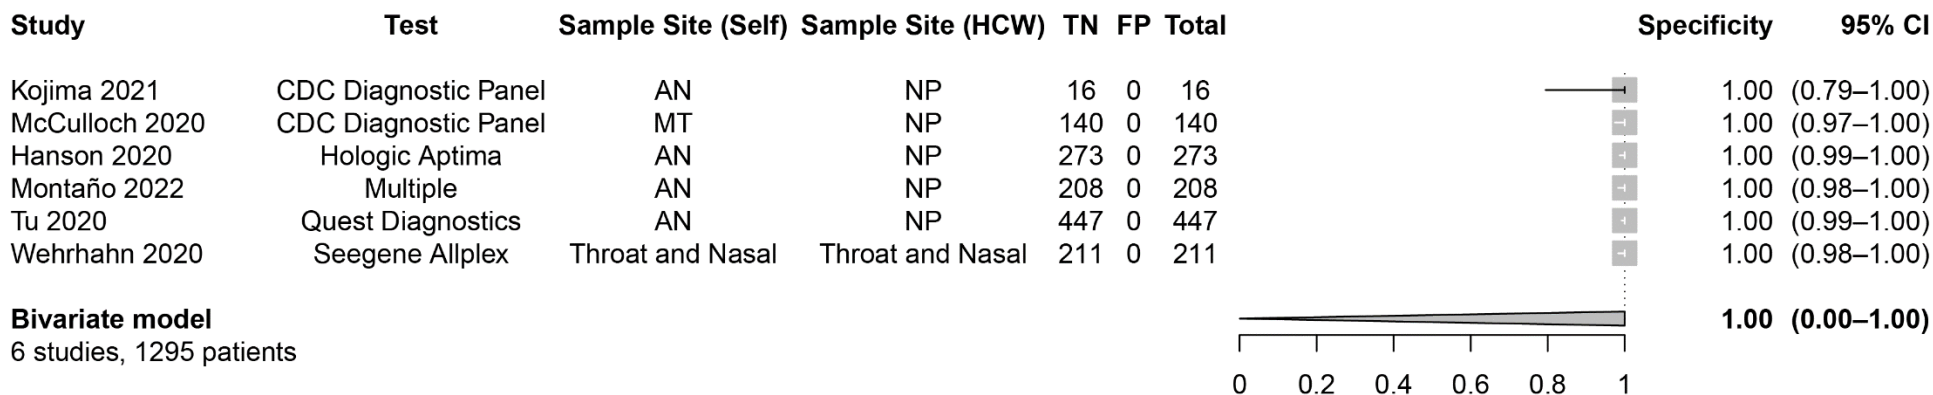 Study Test Sample Site (Self) Sample Site (HCW) TN FP Total Specificity 95% CI
Kojima 2021 CDC Diagnostic Panel AN NP 16 0 16 1.00 (0.79–1.00)
McCulloch 2020 CDC Diagnostic Panel MT NP 140 0 140 1.00 (0.97–1.00)
Hanson 2020 Hologic Aptima AN NP 273 0 273 1.00 (0.99–1.00)
Montaño 2022 Multiple AN NP 208 0 208 1.00 (0.98–1.00)
Tu 2020 Quest Diagnostics AN NP 447 0 447 1.00 (0.99–1.00)
Wehrhahn 2020 Seegene Allplex Throat and Nasal Throat and Nasal 211 0 211 1.00 (0.98–1.00)
Bivariate model 1.00 (0.00–1.00)
6 studies, 1295 patients
0 0.2 0.4 0.6 0.8 1